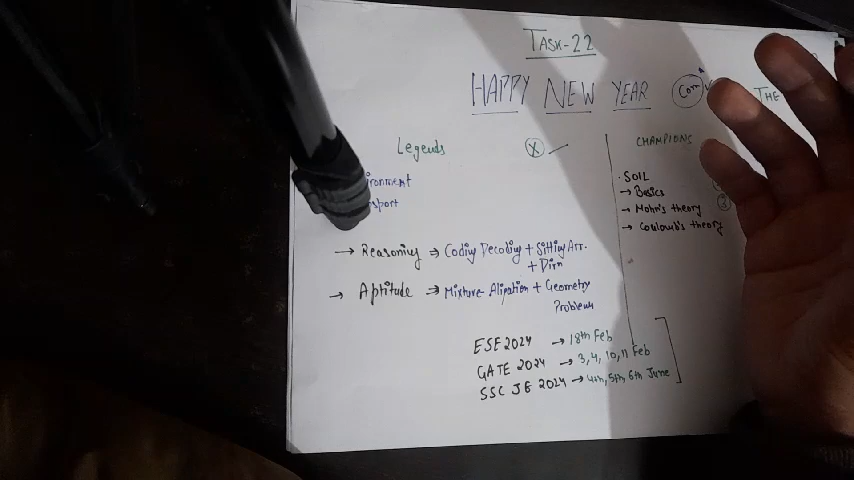 TASK-22
HAPPY NEW YEAR
THE
Legends
X
CHAMPIONS
ironment
sport
→ Reasoning ⇒ Coding Decoding + Sitting Arr.
+ Dirn
→ Aptitude ⇒ Mixture Aligation + Geometry
Problems
SOIL
→ Basics
→ Mohr's theory
→ Coulomb's theory
ESE 2024 → 18th Feb
GATE 2024 → 3, 4, 10, 11 Feb
SSC JE 2024 → 4th, 5th, 6th June